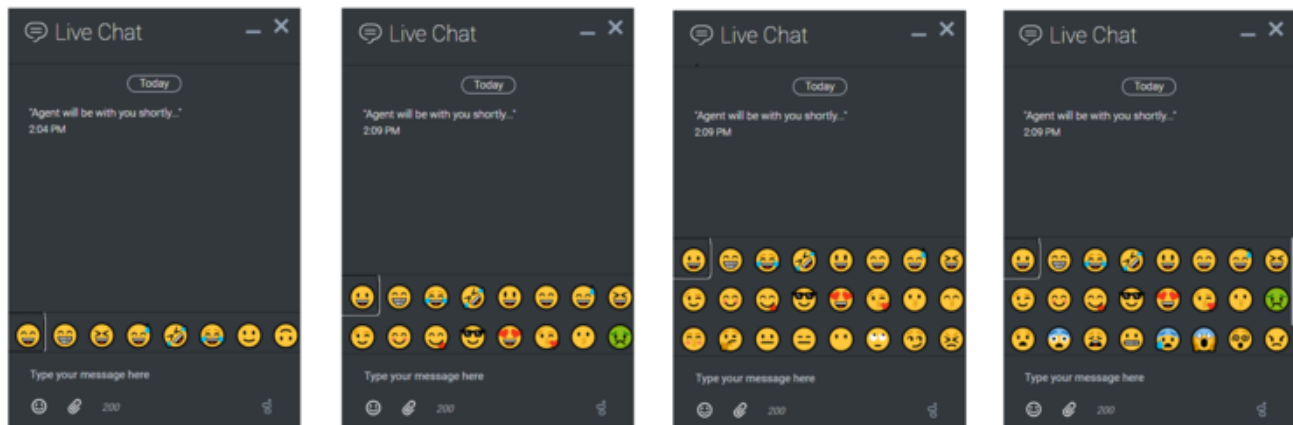 Live Chat
Today
"Agent will be with you shortly..."
2:04 PM
Type your message here
200
Live Chat
Today
"Agent will be with you shortly..."
2:09 PM
Type your message here
200
Live Chat
Today
"Agent will be with you shortly..."
2:09 PM
Type your message here
200
Live Chat
Today
"Agent will be with you shortly..."
2:09 PM
Type your message here
200